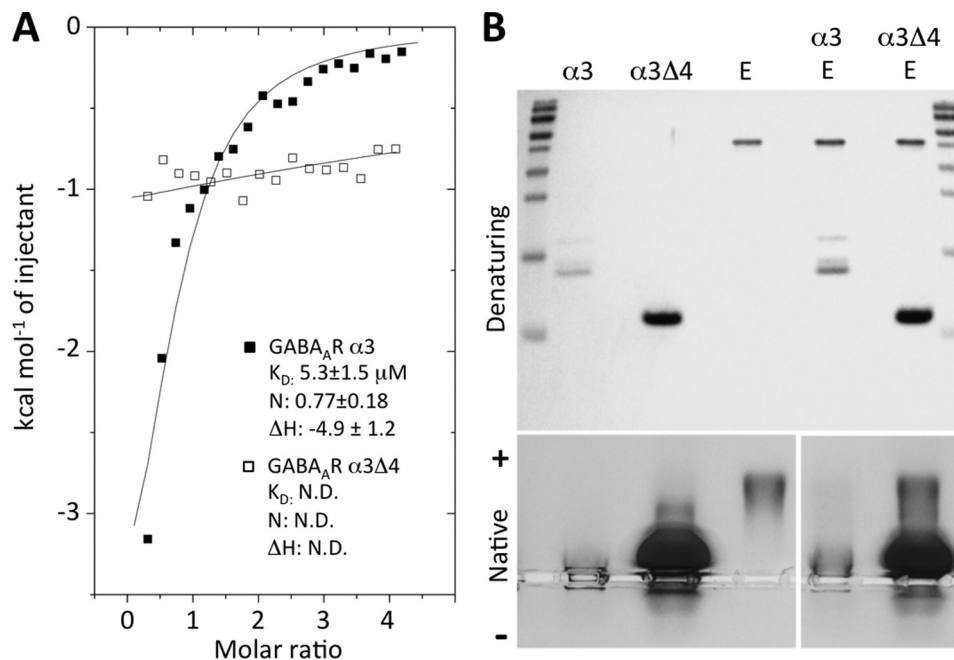 A
0
-1
-2
-3
kcal mol-1 of injectant
■ GABAAR α3
KD: 5.3±1.5 μM
N: 0.77±0.18
ΔH: -4.9 ± 1.2
□ GABAAR α3Δ4
KD: N.D.
N: N.D.
ΔH: N.D.
0 1 2 3 4
Molar ratio
B
α3 α3Δ4
α3 α3Δ4 E E E
Denaturing
+
Native
-